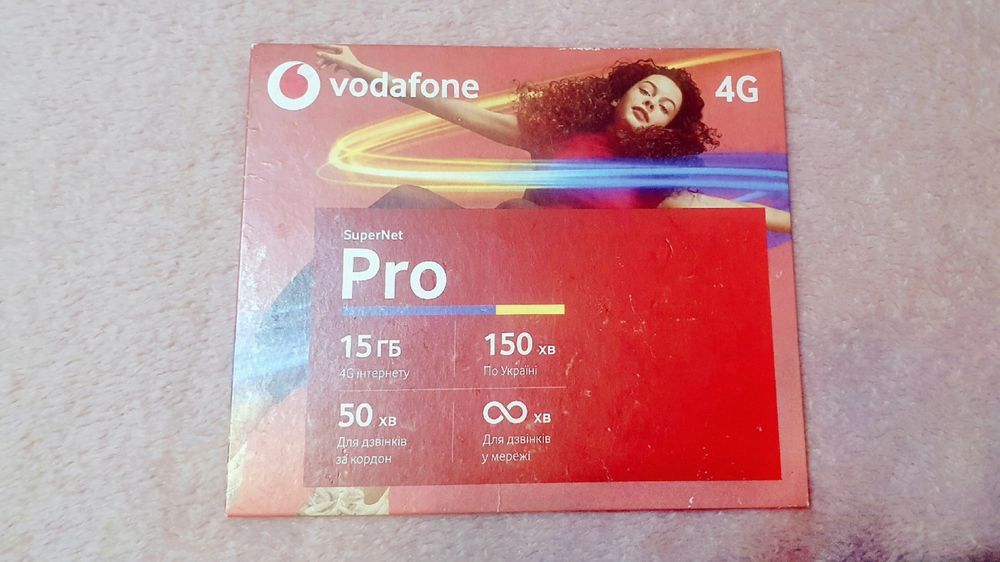 vodafone
4G
SuperNet
Pro
15 ГБ
4G інтернету
150 хв
По Україні
50 хв
Для дзвінків
за кордон
∞ хв
Для дзвінків
у мережі